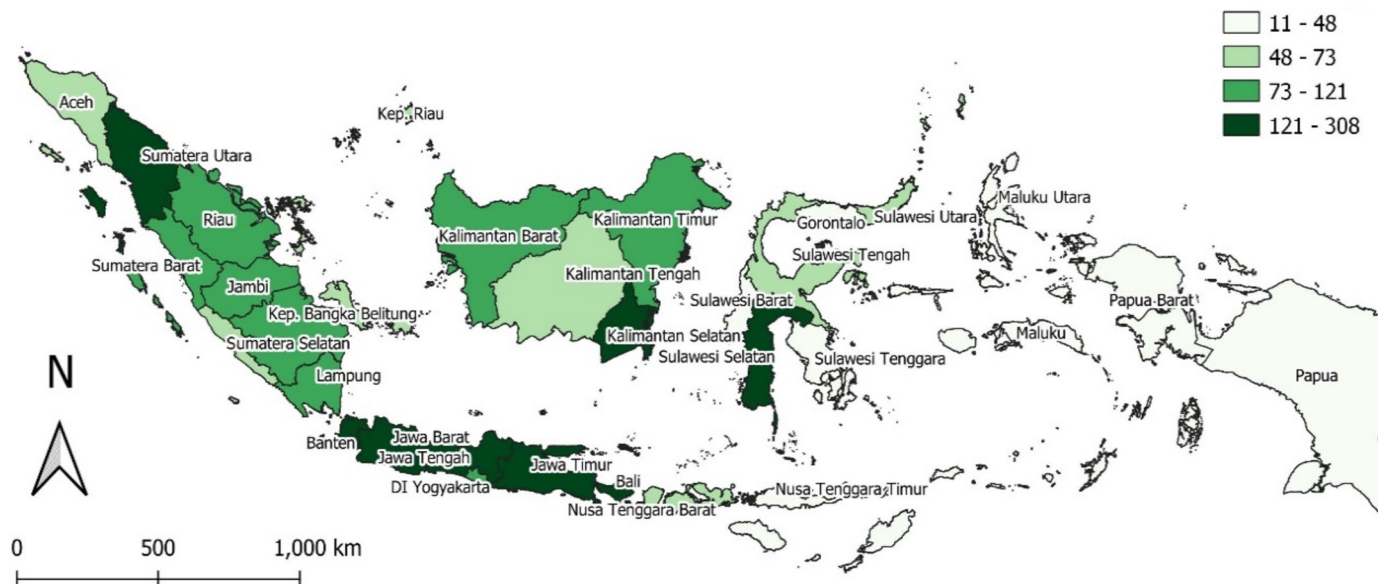 11 - 48
48 - 73
73 - 121
121 - 308
Aceh
Kep. Riau
Sumatera Utara
Riau
Sumatera Barat
Jambi
Kep. Bangka Belitung
Sumatera Selatan
Lampung
Kalimantan Barat
Kalimantan Timur
Kalimantan Tengah
Kalimantan Selatan
Gorontalo
Sulawesi Utara
Sulawesi Tengah
Sulawesi Barat
Sulawesi Selatan
Sulawesi Tenggara
Maluku Utara
Maluku
Papua Barat
Papua
Banten
Jawa Barat
Jawa Tengah
DI Yogyakarta
Jawa Timur
Bali
Nusa Tenggara Barat
Nusa Tenggara Timur
N
0 500 1,000 km